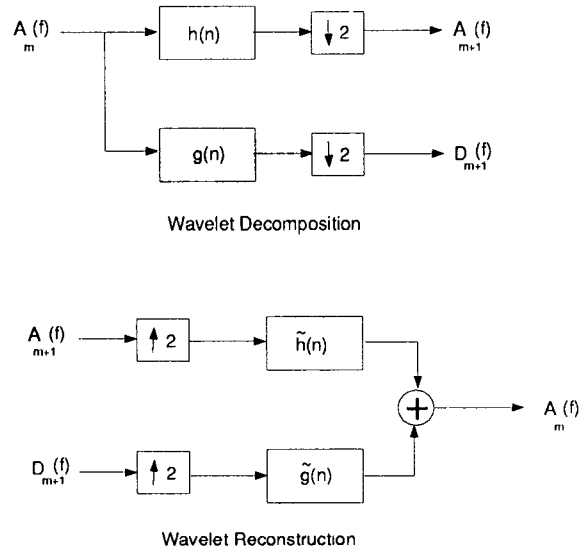 A (f)
m
h(n)
↓ 2
A (f)
m+1
g(n)
↓ 2
D (f)
m+1
Wavelet Decomposition
A (f)
m+1
↑ 2
h̃(n)
+
A (f)
m
D (f)
m+1
↑ 2
g̃(n)
Wavelet Reconstruction